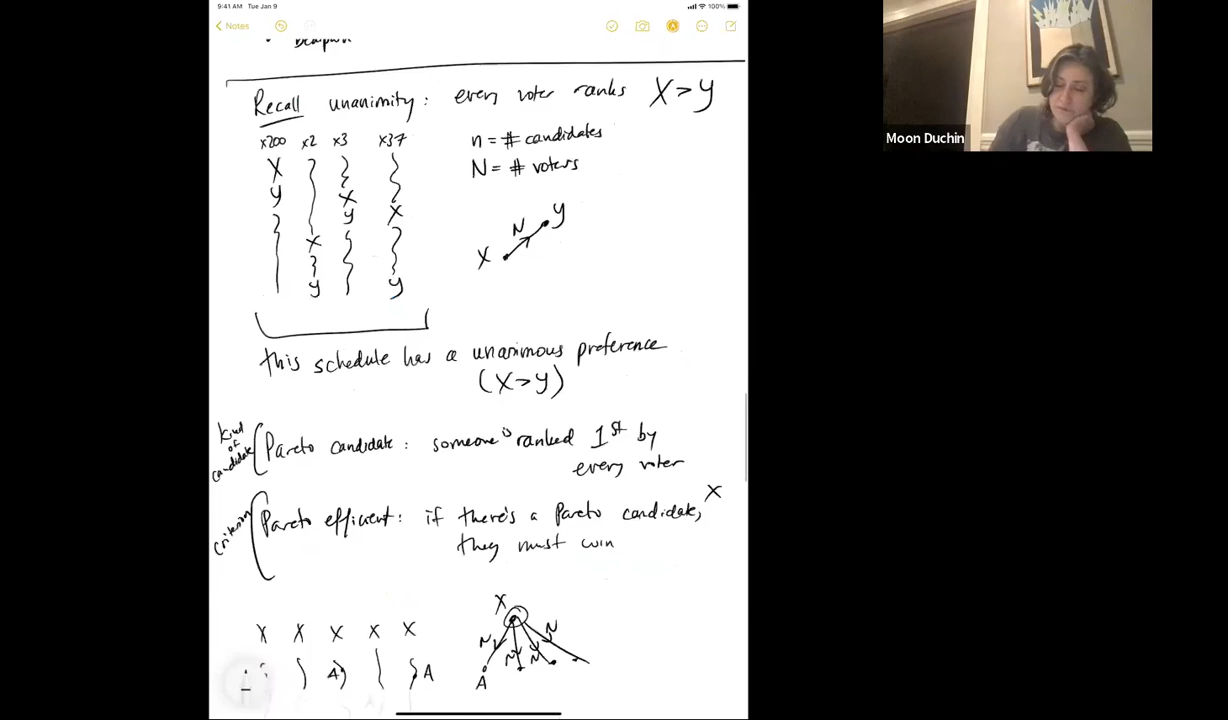 9:41 AM Tue Jan 9
100%
Notes
Recall unanimity: every voter ranks X > Y
x200 x2 x3 x37
n = # candidates
N = # voters
X
Y
X
Y
X
X
Y
Y
X N Y
this schedule has a unanimous preference
(X > Y)
kind of candidate
Pareto candidate: someone is ranked 1st by
every voter
criterion
Pareto efficient: if there's a Pareto candidate, X
they must win
X
X X X X X
N N N N
A A
A
Moon Duchin